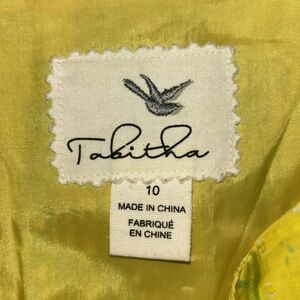 Tabitha
10
MADE IN CHINA
FABRIQUÉ
EN CHINE